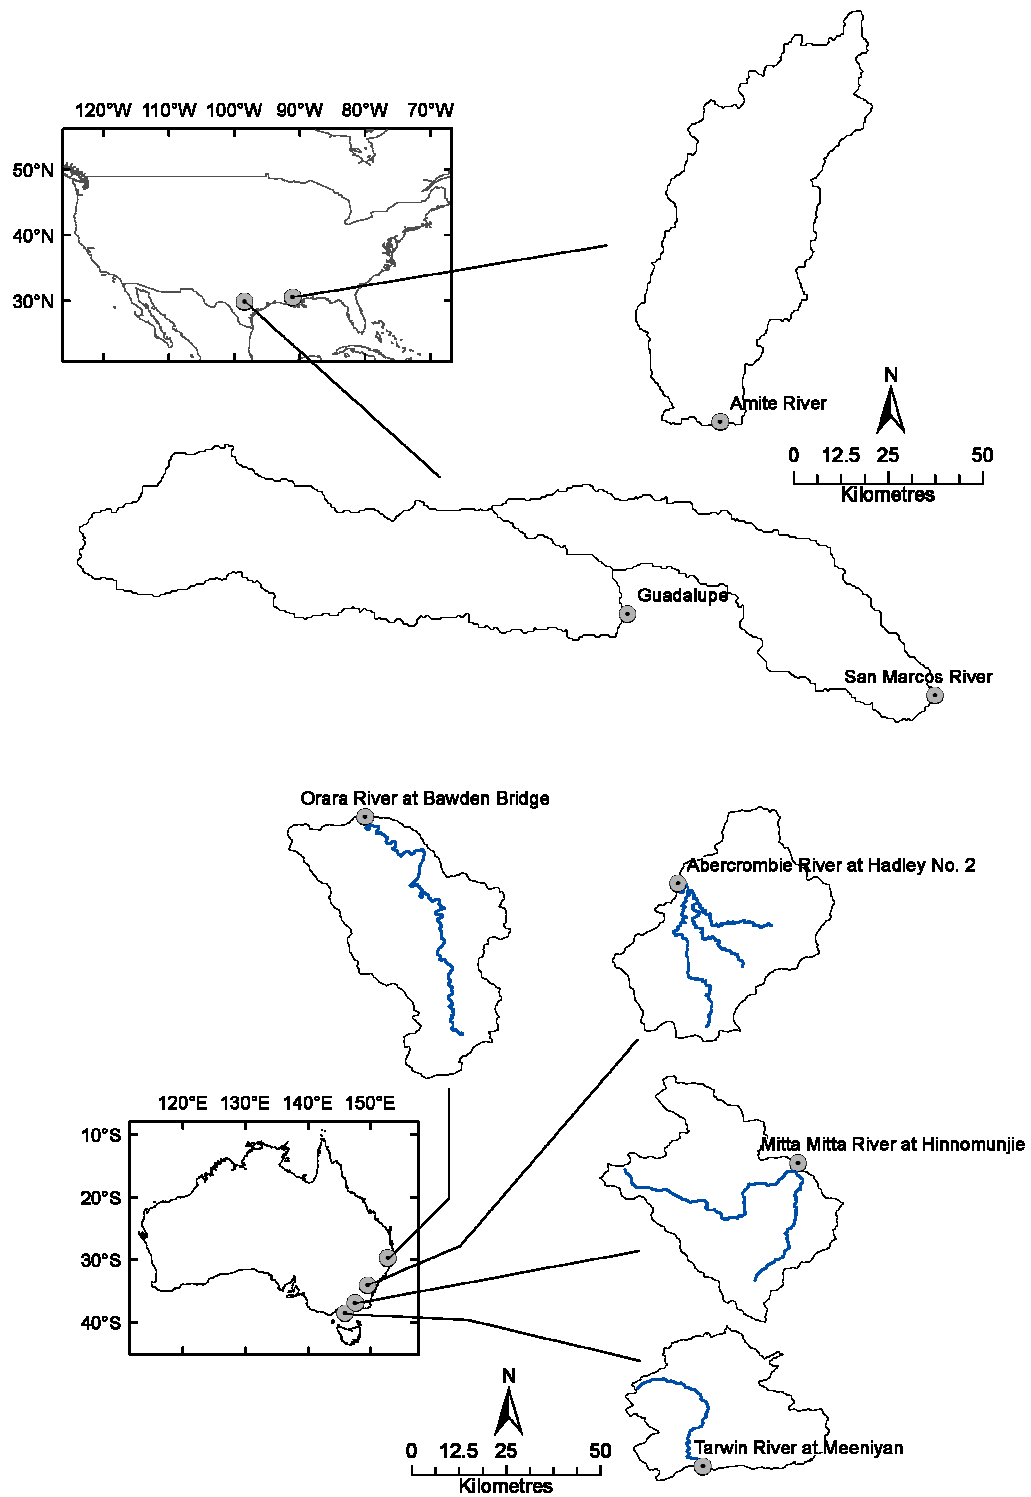 120°W 110°W 100°W 90°W 80°W 70°W
50°N
40°N
30°N
Amite River
N
0 12.5 25 50
Kilometres
Guadalupe
San Marcos River
Orara River at Bawden Bridge
Abercrombie River at Hadley No. 2
120°E 130°E 140°E 150°E
10°S
20°S
30°S
40°S
Mitta Mitta River at Hinnomunjie
N
0 12.5 25 50
Kilometres
Tarwin River at Meeniyan